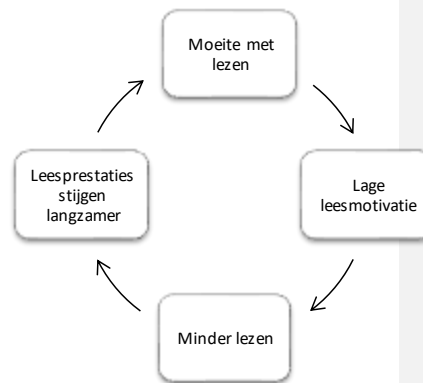 Moeite met
lezen
Lage
leesmotivatie
Minder lezen
Leesprestaties
stijgen
langzamer